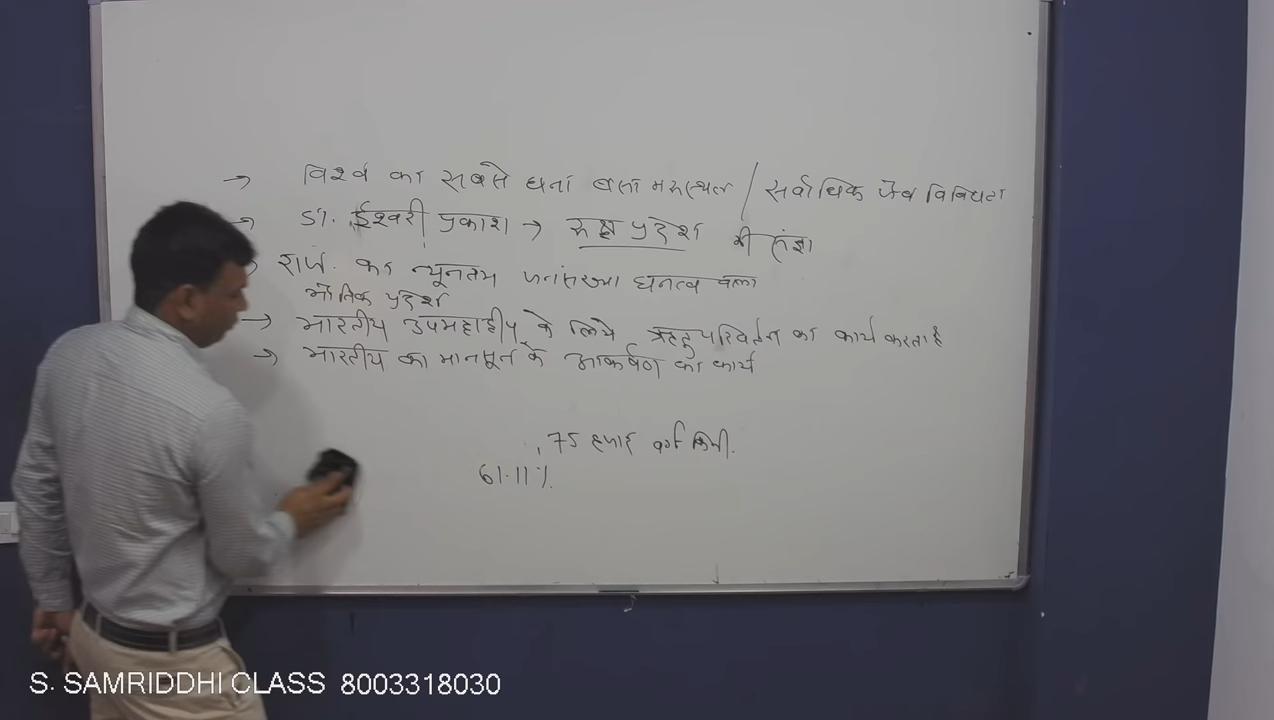 → विश्व का सबसे घना बसा मरुस्थल / सर्वाधिक जैव विविधता
डॉ. ईश्वरी प्रकाश → रुक्ष प्रदेश की संज्ञा
राज. का न्यूनतम जनसंख्या घनत्व वाला
भौतिक प्रदेश
→ भारतीय उपमहाद्वीप के लिये ऋतु परिवर्तन का कार्य करता है
→ भारतीय का मानसून के आकर्षण का कार्य
75 हजार वर्ग किमी.
61.11%
S. SAMRIDDHI CLASS 8003318030